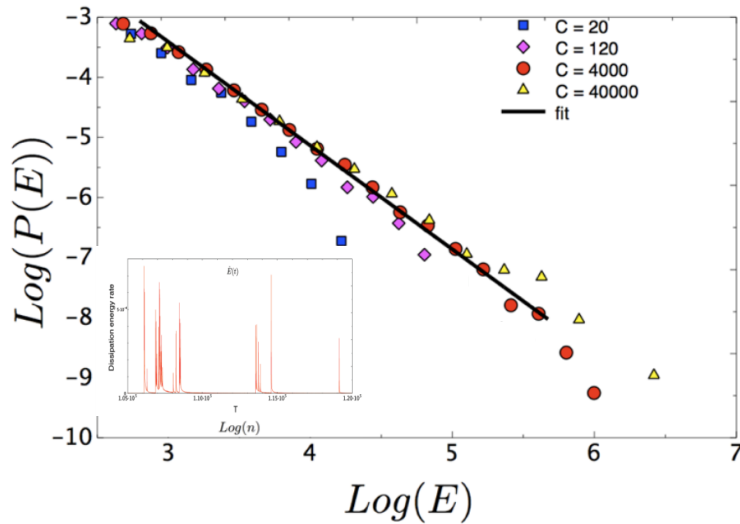 -3
-4
-5
-6
-7
-8
-9
-10
Log(P(E))
C = 20
C = 120
C = 4000
C = 40000
fit
E(t)
Dissipation energy rate
T
Log(n)
3
4
5
6
7
Log(E)